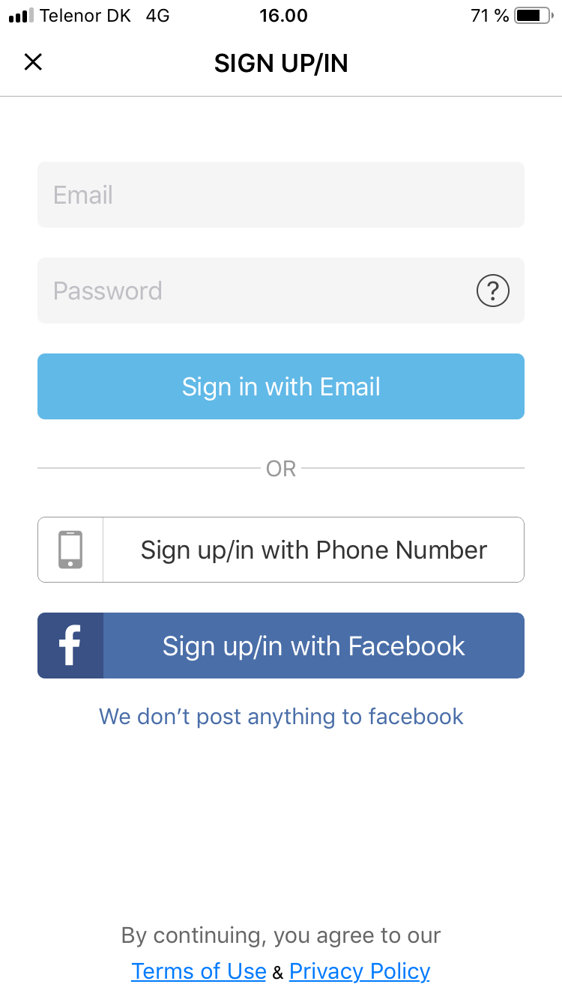 Telenor DK 4G 16.00 71 %
SIGN UP/IN
Email
Password ?
Sign in with Email
OR
Sign up/in with Phone Number
f Sign up/in with Facebook
We don’t post anything to facebook
By continuing, you agree to our
Terms of Use & Privacy Policy